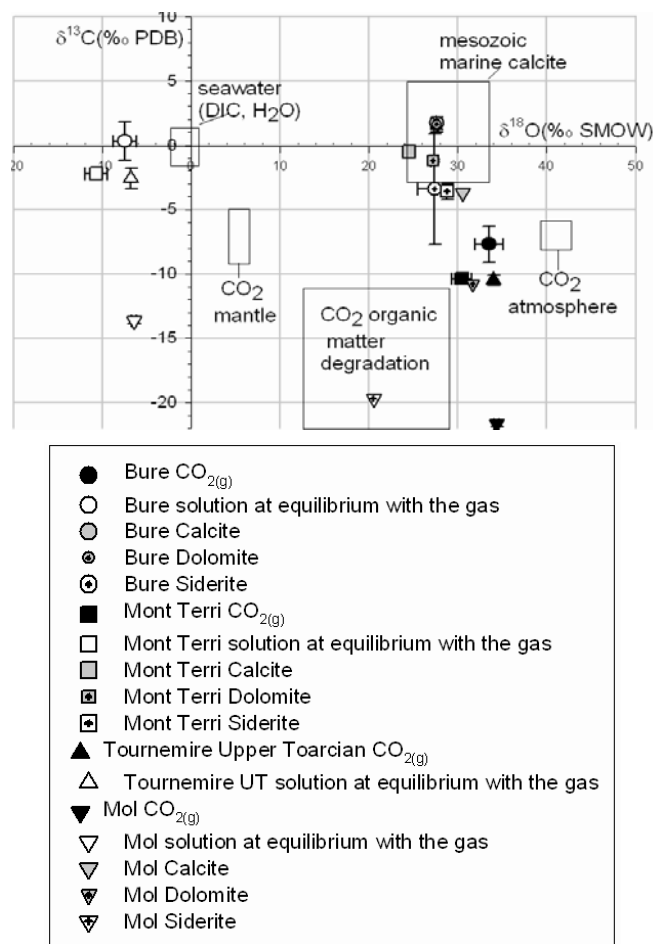 10
δ¹³C(‰ PDB)
mesozoic
marine calcite
5
seawater
(DIC, H₂O)
δ¹⁸O(‰ SMOW)
0
20
10
0
10
20
30
40
50
-5
CO₂
mantle
CO₂
atmosphere
-10
CO₂ organic
matter
degradation
-15
-20
Bure CO₂(g)
Bure solution at equilibrium with the gas
Bure Calcite
Bure Dolomite
Bure Siderite
Mont Terri CO₂(g)
Mont Terri solution at equilibrium with the gas
Mont Terri Calcite
Mont Terri Dolomite
Mont Terri Siderite
Tournemire Upper Toarcian CO₂(g)
Tournemire UT solution at equilibrium with the gas
Mol CO₂(g)
Mol solution at equilibrium with the gas
Mol Calcite
Mol Dolomite
Mol Siderite